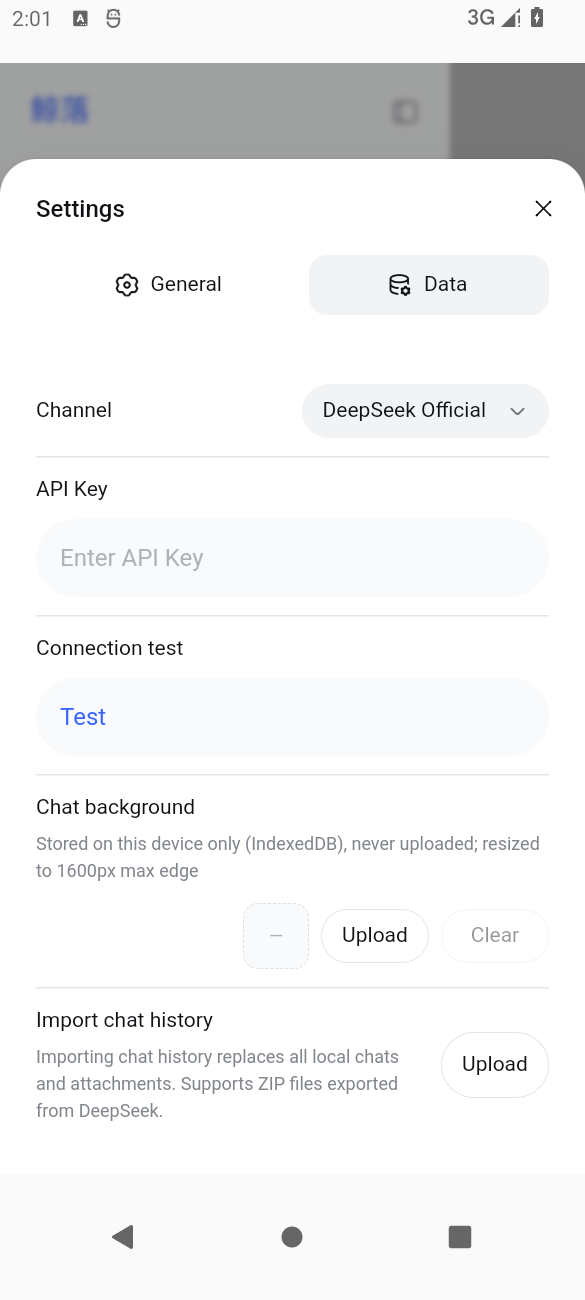 2:01
3G
鲸落
Settings
General
Data
Channel
DeepSeek Official
API Key
Enter API Key
Connection test
Test
Chat background
Stored on this device only (IndexedDB), never uploaded; resized
to 1600px max edge
–
Upload
Clear
Import chat history
Importing chat history replaces all local chats
and attachments. Supports ZIP files exported
from DeepSeek.
Upload